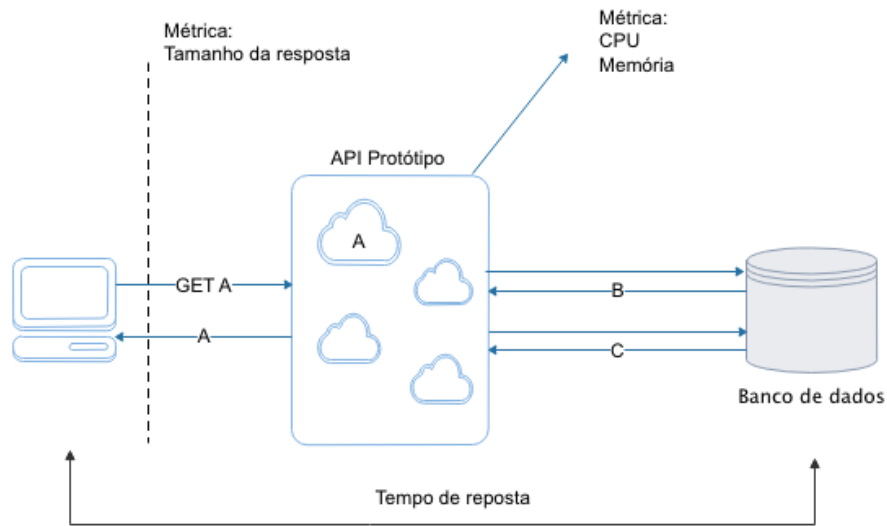 Métrica:
Tamanho da resposta
Métrica:
CPU
Memória
API Protótipo
A
GET A
B
A
C
Banco de dados
Tempo de reposta